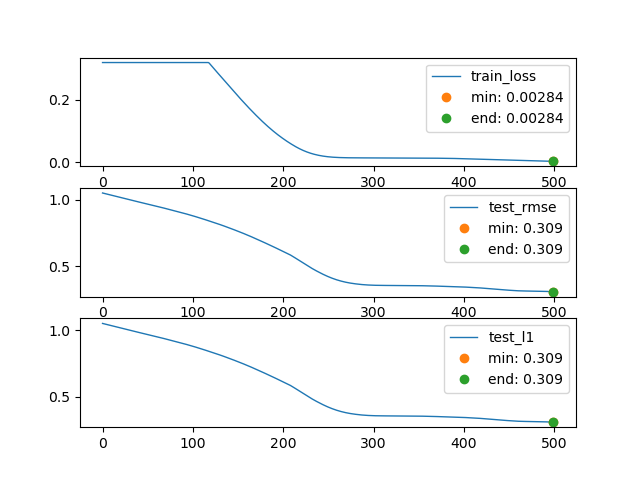 train_loss
min: 0.00284
end: 0.00284
0.2
0.0
0 100 200 300 400 500
test_rmse
min: 0.309
end: 0.309
1.0
0.5
0 100 200 300 400 500
test_l1
min: 0.309
end: 0.309
1.0
0.5
0 100 200 300 400 500